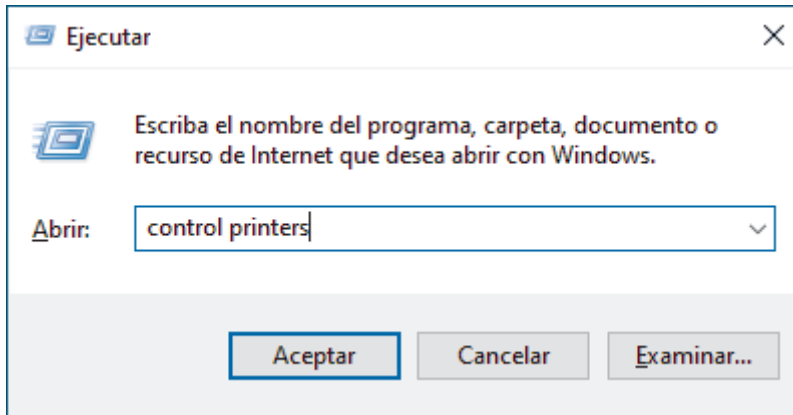 Ejecutar
Escriba el nombre del programa, carpeta, documento o
recurso de Internet que desea abrir con Windows.
Abrir: control printers
Aceptar Cancelar Examinar...